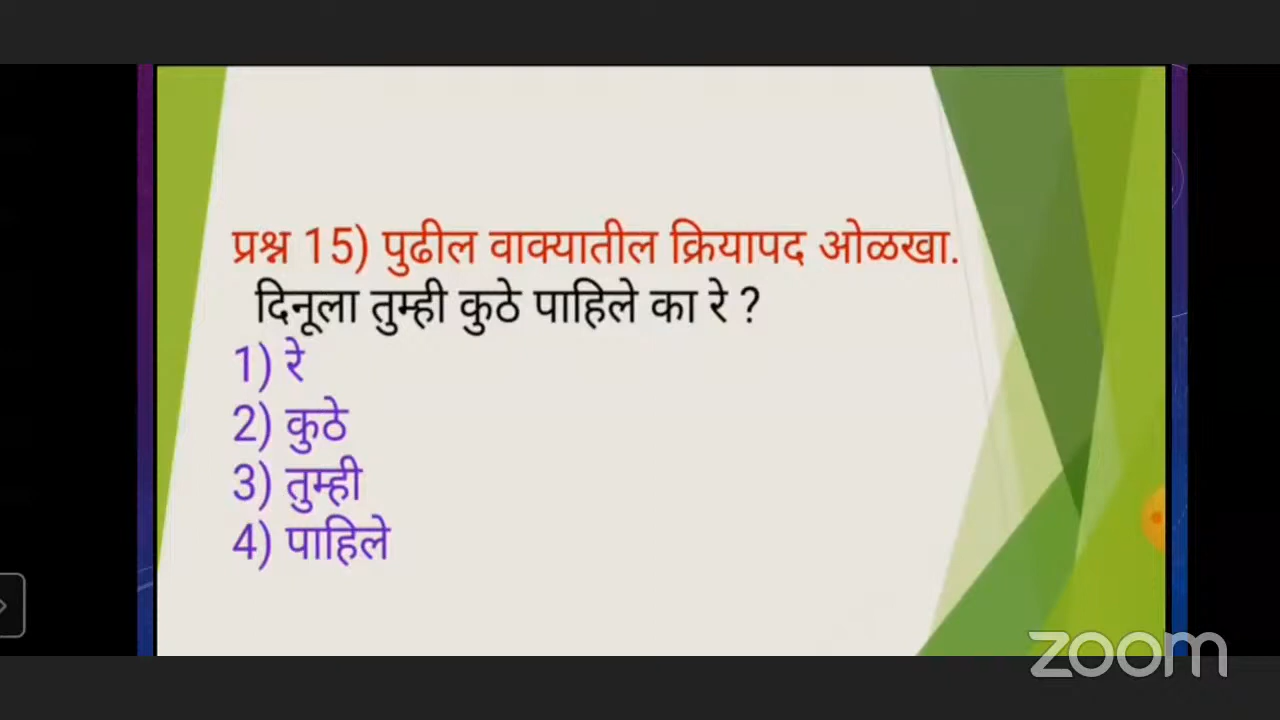 प्रश्न 15) पुढील वाक्यातील क्रियापद ओळखा.
दिनूला तुम्ही कुठे पाहिले का रे ?
1) रे
2) कुठे
3) तुम्ही
4) पाहिले
zoom